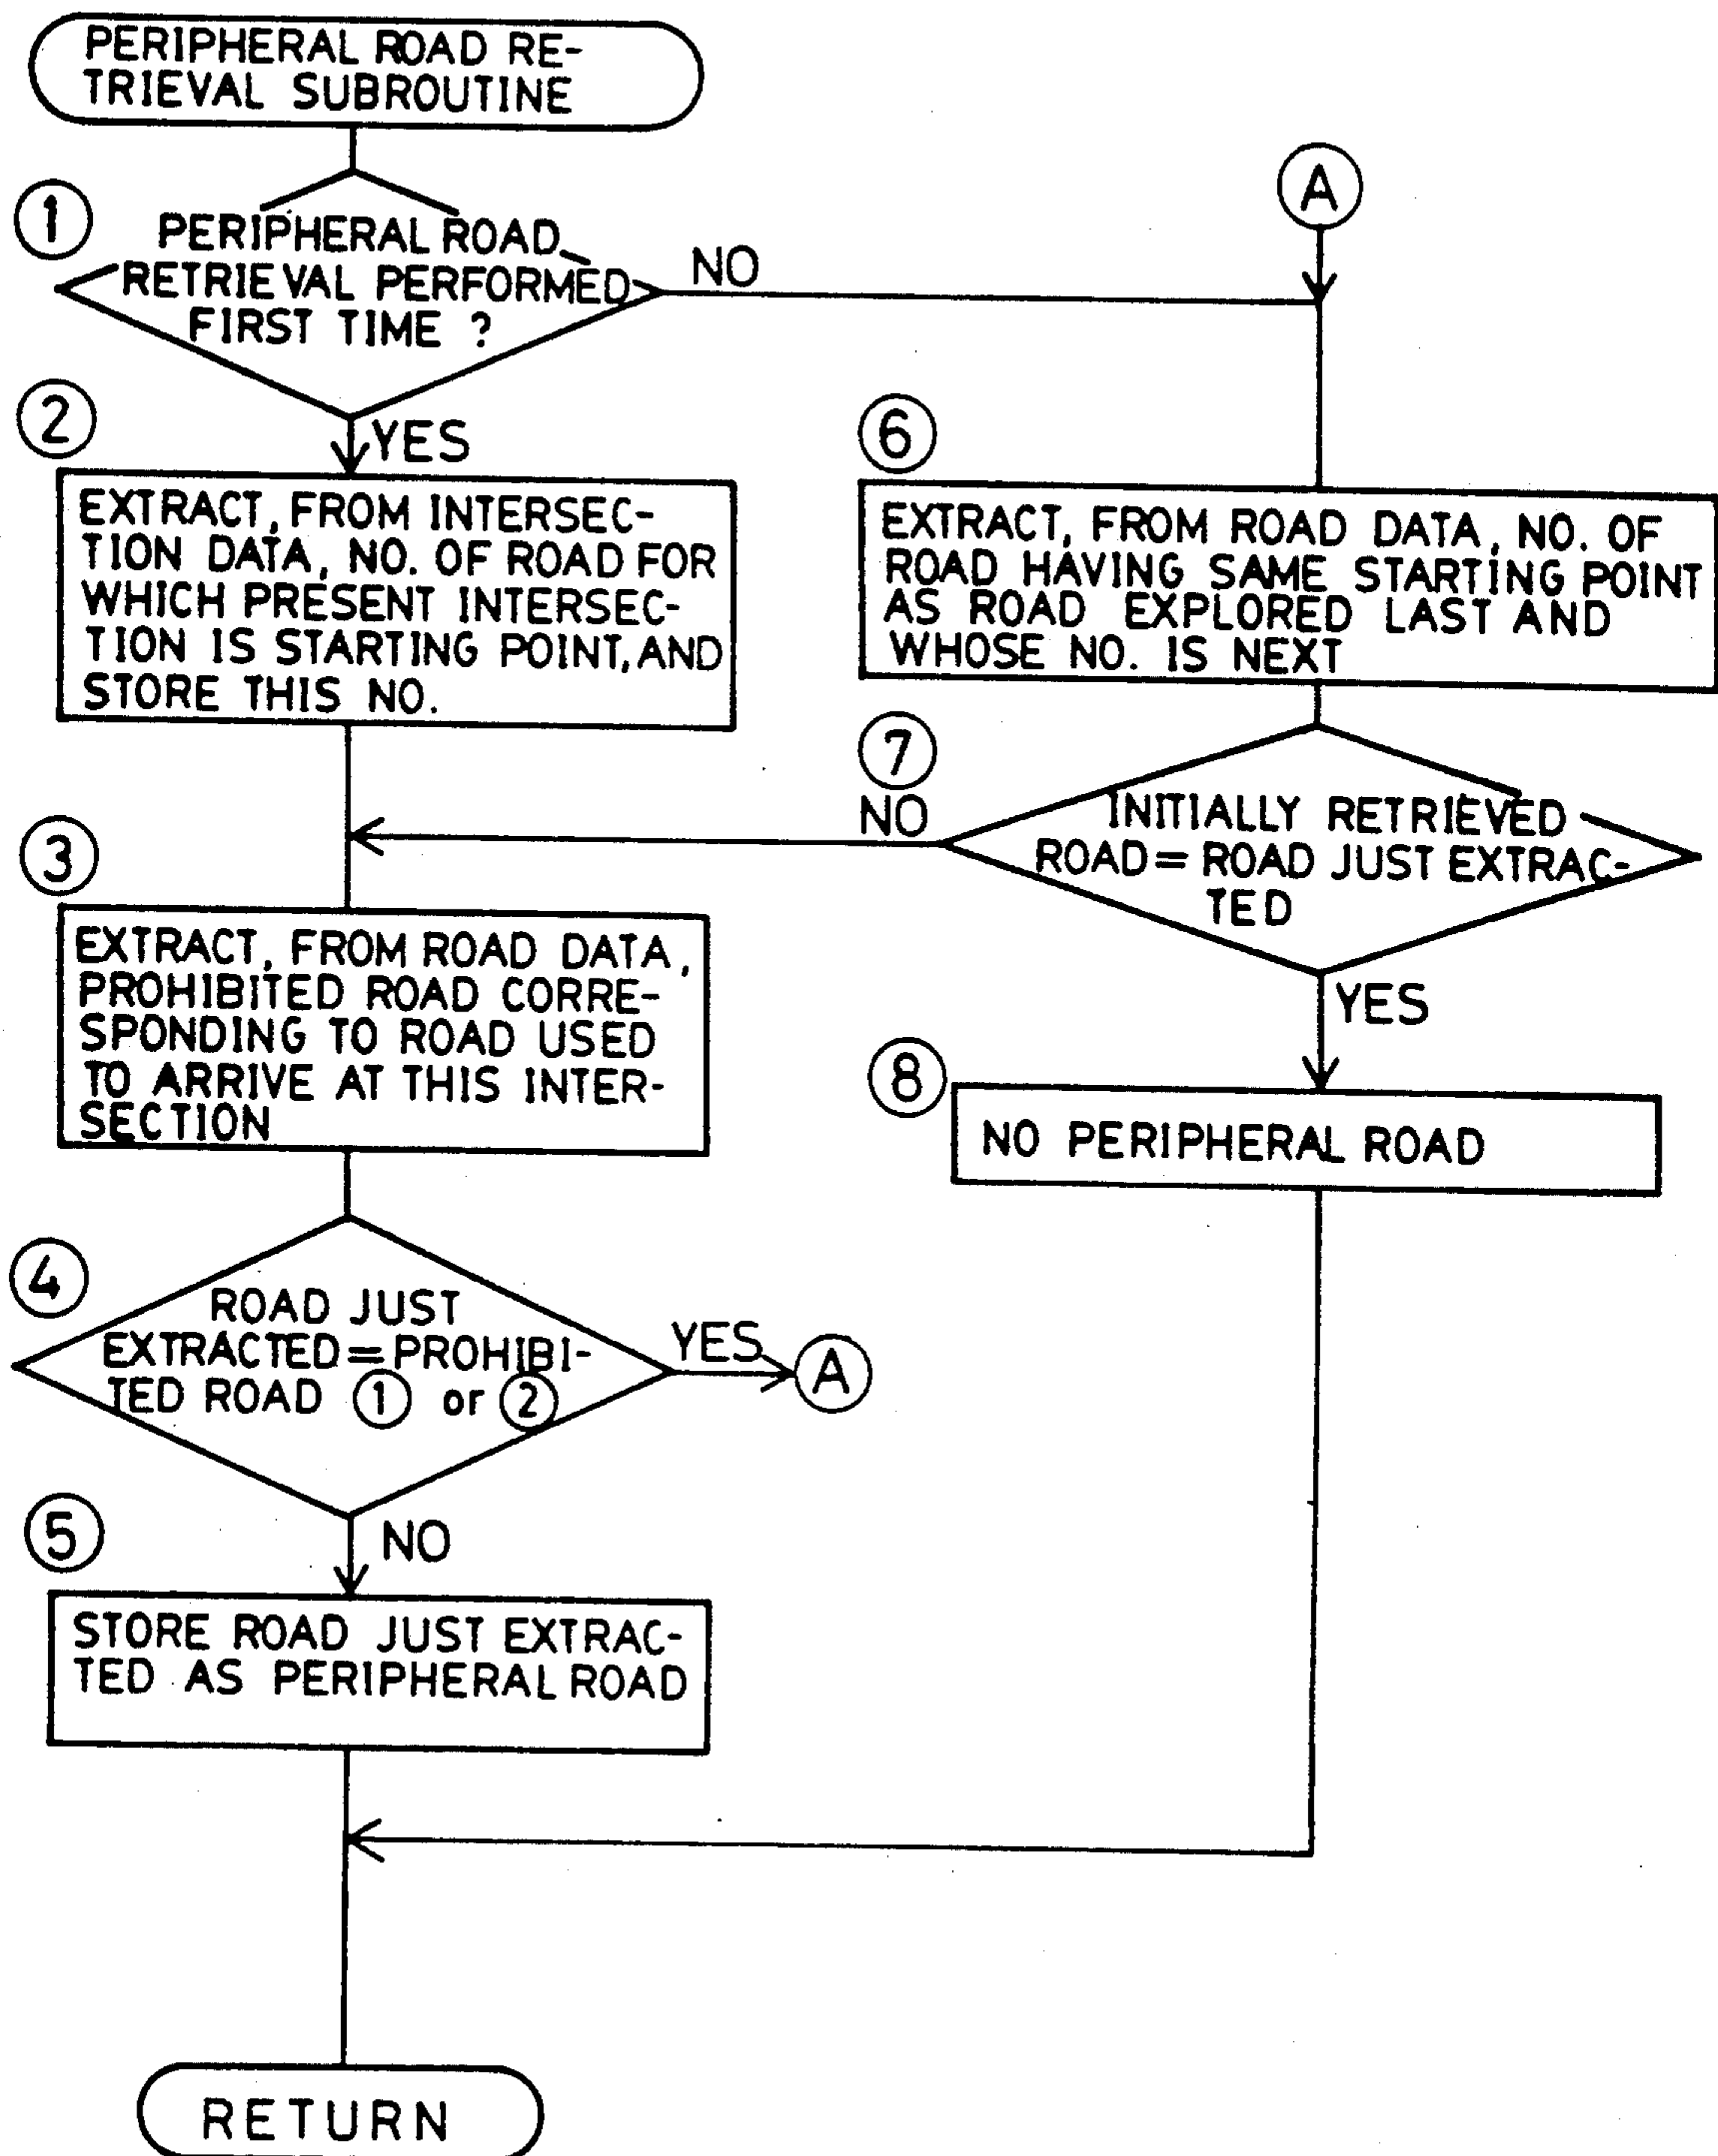 PERIPHERAL ROAD RE-
TRIEVAL SUBROUTINE
1
PERIPHERAL ROAD
RETRIEVAL PERFORMED
FIRST TIME ?
NO
YES
2
EXTRACT, FROM INTERSEC-
TION DATA, NO. OF ROAD FOR
WHICH PRESENT INTERSEC-
TION IS STARTING POINT, AND
STORE THIS NO.
3
EXTRACT, FROM ROAD DATA,
PROHIBITED ROAD CORRE-
SPONDING TO ROAD USED
TO ARRIVE AT THIS INTER-
SECTION
4
ROAD JUST
EXTRACTED = PROHIBI-
TED ROAD 1 or 2
YES
A
NO
5
STORE ROAD JUST EXTRAC-
TED AS PERIPHERAL ROAD
RETURN
A
6
EXTRACT, FROM ROAD DATA, NO. OF
ROAD HAVING SAME STARTING POINT
AS ROAD EXPLORED LAST AND
WHOSE NO. IS NEXT
7
NO
INITIALLY RETRIEVED
ROAD = ROAD JUST EXTRAC-
TED
YES
8
NO PERIPHERAL ROAD